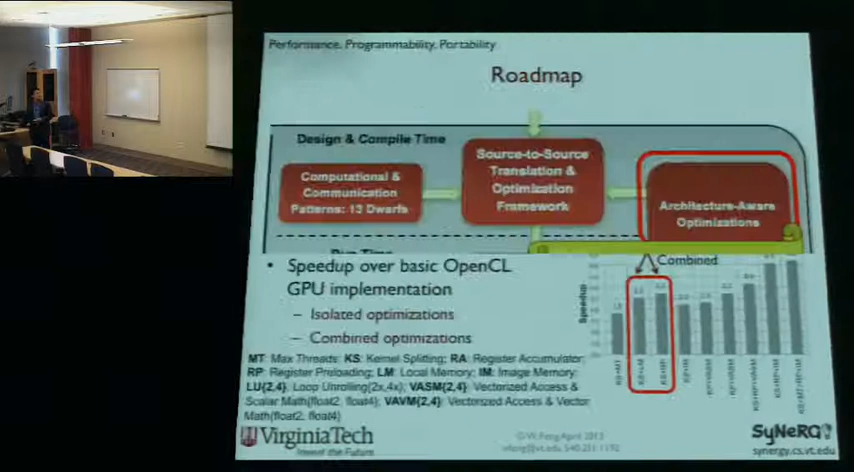 Performance, Programmability, Portability
Roadmap
Design & Compile Time
Computational &
Communication
Patterns: 13 Dwarfs
Source-to-Source
Translation &
Optimization
Framework
Architecture-Aware
Optimizations
Combined
• Speedup over basic OpenCL
GPU implementation
– Isolated optimizations
– Combined optimizations
MT: Max Threads; KS: Kernel Splitting; RA: Register Accumulator;
RP: Register Preloading; LM: Local Memory; IM: Image Memory;
LU{2,4}: Loop Unrolling{2x,4x}; VASM{2,4}: Vectorized Access &
Scalar Math{float2, float4}; VAVM{2,4}: Vectorized Access & Vector
Math{float2, float4}
Speedup
KS+MT
KS+LM
VirginiaTech
Invent the Future
SyNeRGy
synergy.cs.vt.edu